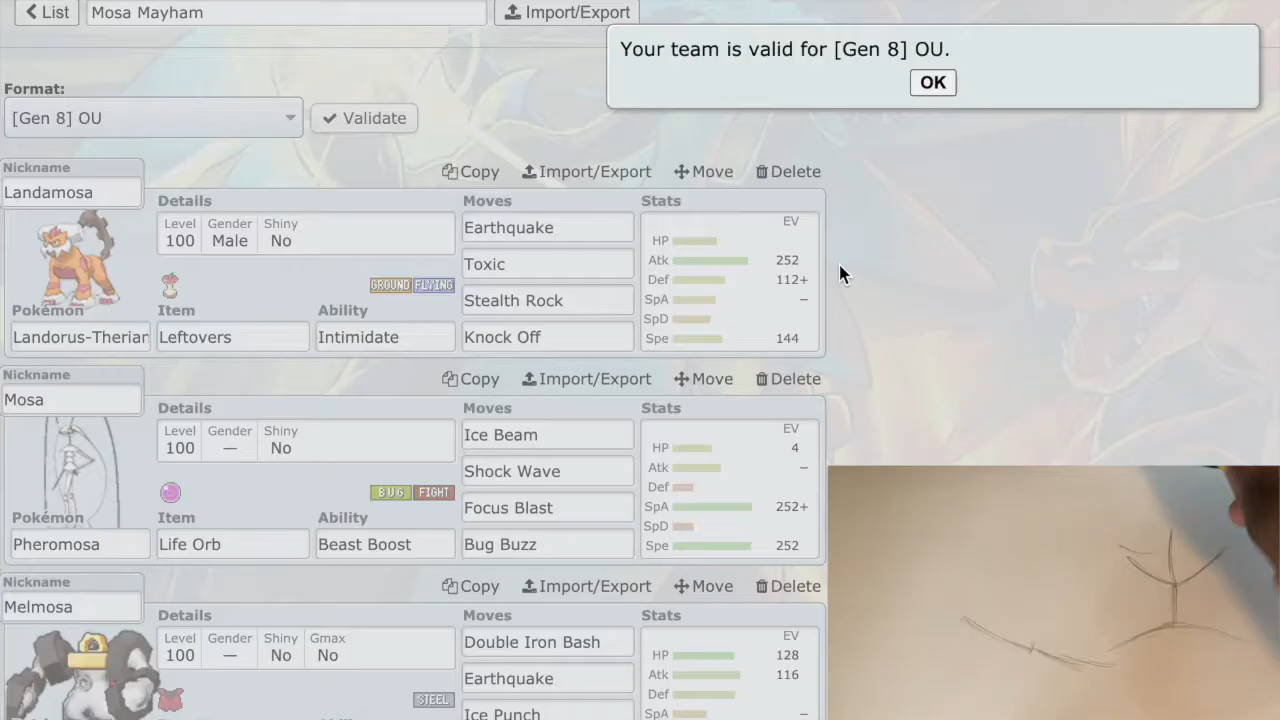 List
Mosa Mayham
Import/Export
Your team is valid for [Gen 8] OU.
OK
Format:
[Gen 8] OU
Validate
Nickname
Copy Import/Export Move Delete
Landamosa
Details Moves Stats
Level Gender Shiny
100 Male No
Earthquake
Toxic
Stealth Rock
Knock Off
EV
HP
Atk 252
Def 112+
SpA –
SpD
Spe 144
GROUND FLYING
Pokémon Item Ability
Landorus-Therian Leftovers Intimidate
Nickname
Copy Import/Export Move Delete
Mosa
Details Moves Stats
Level Gender Shiny
100 — No
Ice Beam
Shock Wave
Focus Blast
Bug Buzz
EV
HP 4
Atk –
Def
SpA 252+
SpD
Spe 252
BUG FIGHT
Pokémon Item Ability
Pheromosa Life Orb Beast Boost
Nickname
Copy Import/Export Move Delete
Melmosa
Details Moves Stats
Level Gender Shiny Gmax
100 — No No
Double Iron Bash
Earthquake
Ice Punch
EV
HP 128
Atk 116
Def
SpA –
STEEL